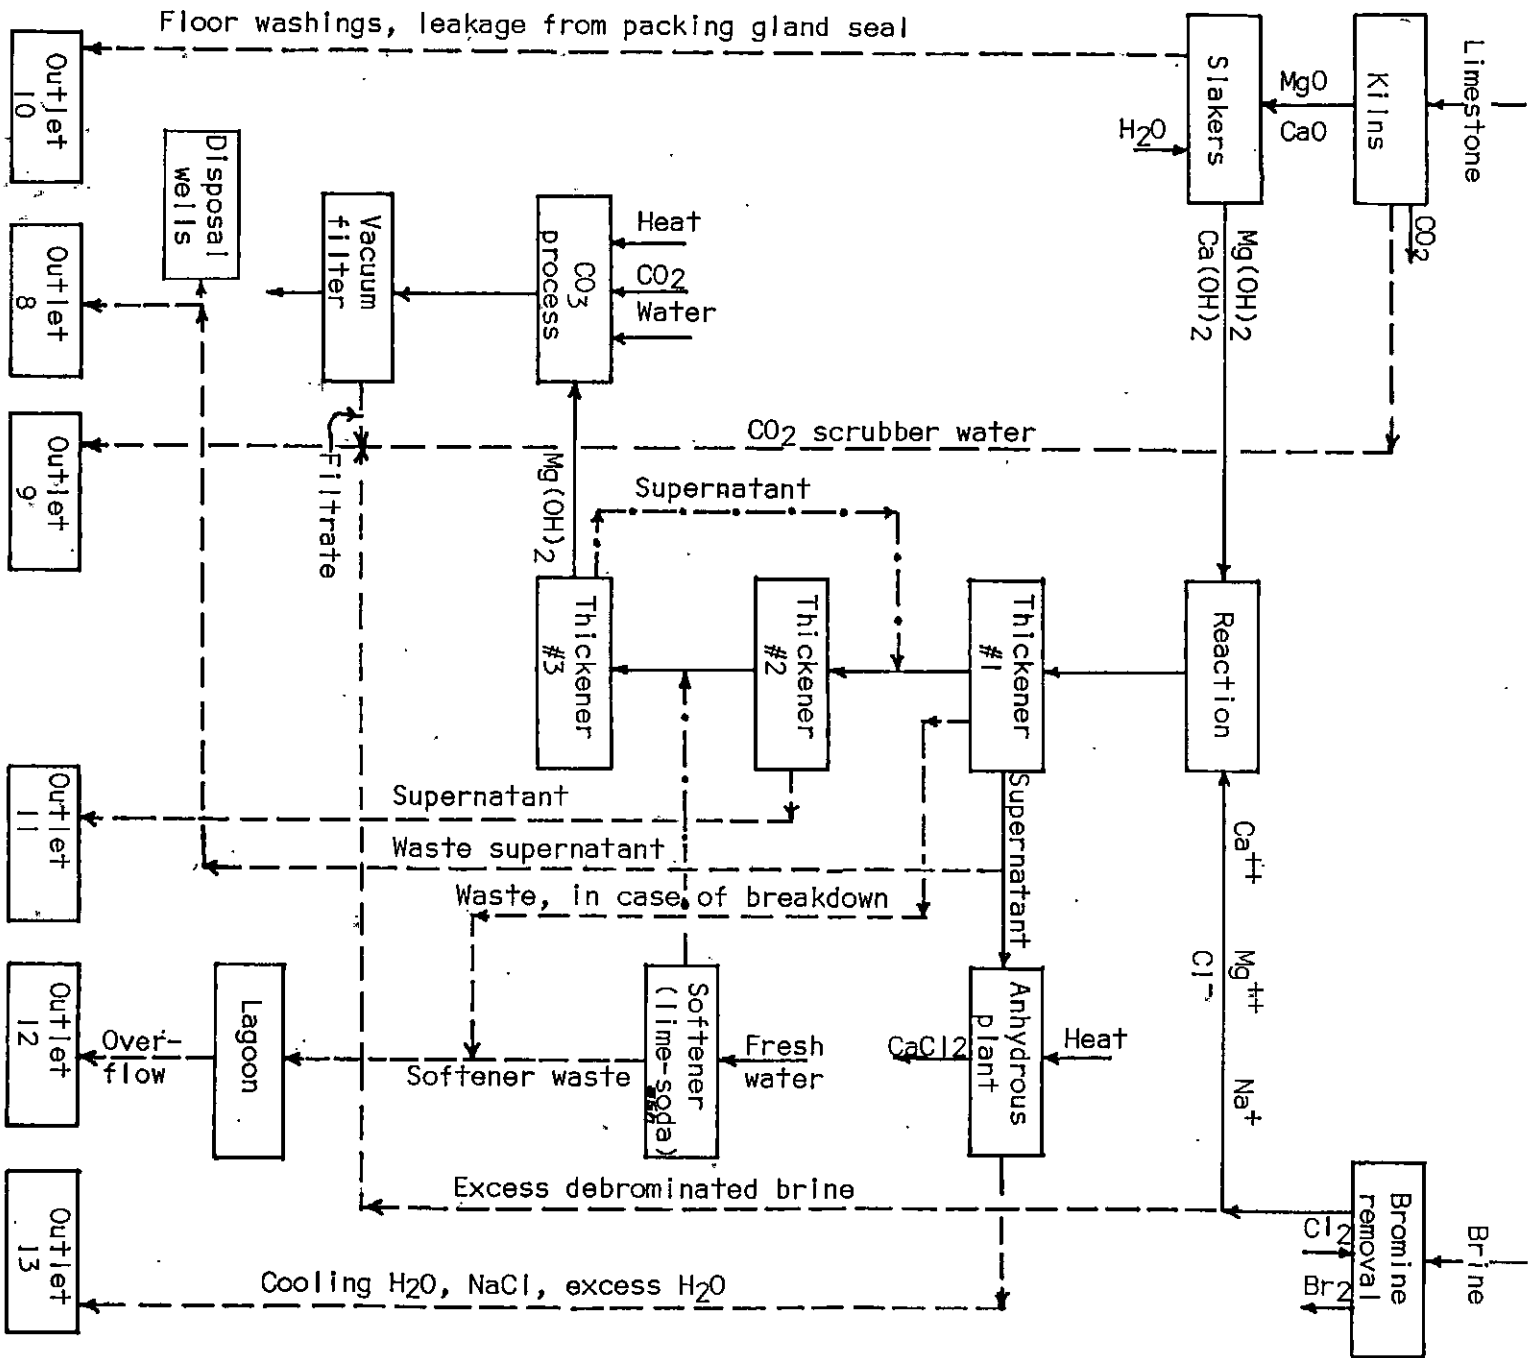 Floor washings, leakage from packing gland seal
Limestone
Kilns
CO2
MgO
CaO
Slakers
H2O
Mg(OH)2
Ca(OH)2
Outlet
10
Disposal
wells
Outlet
8
Vacuum
filter
CO3
process
Heat
CO2
Water
CO2 scrubber water
Outlet
9
Filtrate
Mg(OH)2
Supernatant
Thickener
#3
Thickener
#2
Thickener
#1
Reaction
Supernatant
Supernatant
Waste supernatant
Waste, in case of breakdown
Outlet
11
Ca++ Mg++ Na+
Cl-
Outlet
12
Over-
flow
Lagoon
Softener waste
Softener
(lime-soda)
Fresh
water
CaCl2
Anhydrous
plant
Heat
Excess debrominated brine
Cl2
Br2
Bromine
removal
Brine
Outlet
13
Cooling H2O, NaCl, excess H2O